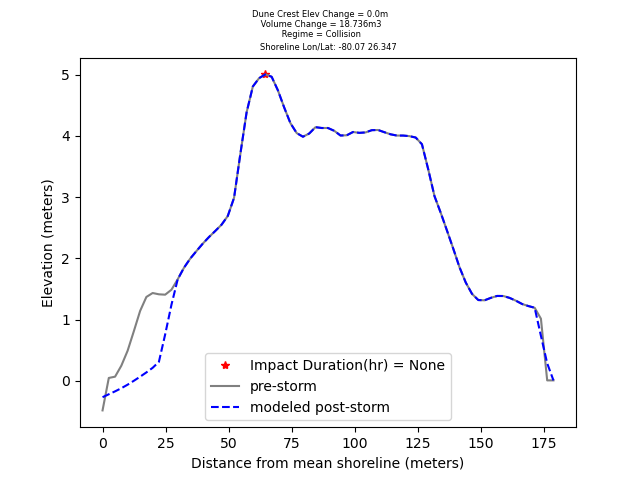 Dune Crest Elev Change = 0.0m
Volume Change = 18.736m3
Regime = Collision
Shoreline Lon/Lat: -80.07 26.347
5
4
3
2
1
0
Elevation (meters)
Impact Duration(hr) = None
pre-storm
modeled post-storm
0 25 50 75 100 125 150 175
Distance from mean shoreline (meters)